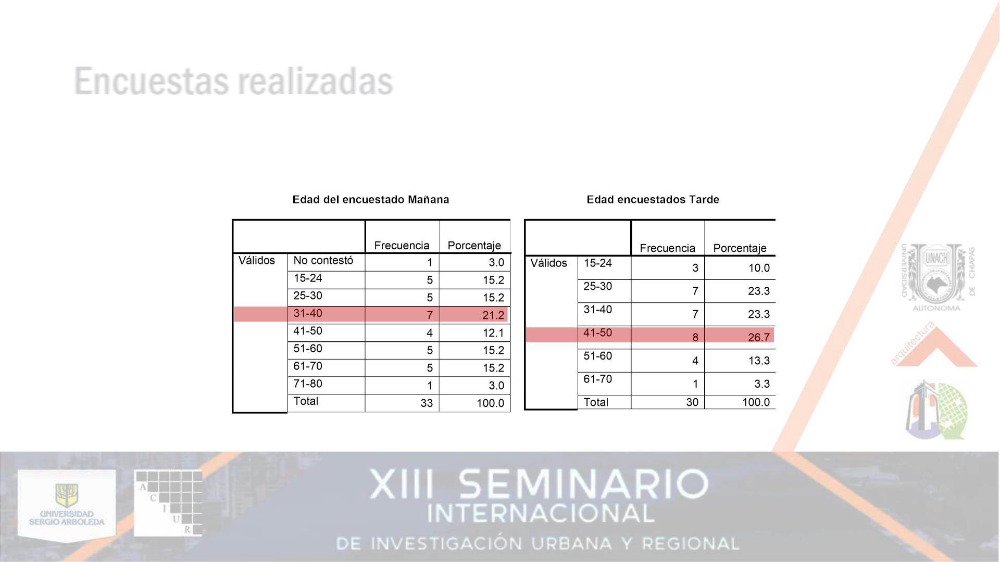 Encuestas realizadas
Edad del encuestado Mañana
Frecuencia Porcentaje
Válidos No contestó 1 3.0
15-24 5 15.2
25-30 5 15.2
31-40 7 21.2
41-50 4 12.1
51-60 5 15.2
61-70 5 15.2
71-80 1 3.0
Total 33 100.0
Edad encuestados Tarde
Frecuencia Porcentaje
Válidos 15-24 3 10.0
25-30 7 23.3
31-40 7 23.3
41-50 8 26.7
51-60 4 13.3
61-70 1 3.3
Total 30 100.0
UNIVERSIDAD
UNACH
DE CHIAPAS
AUTONOMA
arquitectura
UNIVERSIDAD
SERGIO ARBOLEDA
ACIUR
XIII SEMINARIO
INTERNACIONAL
DE INVESTIGACIÓN URBANA Y REGIONAL